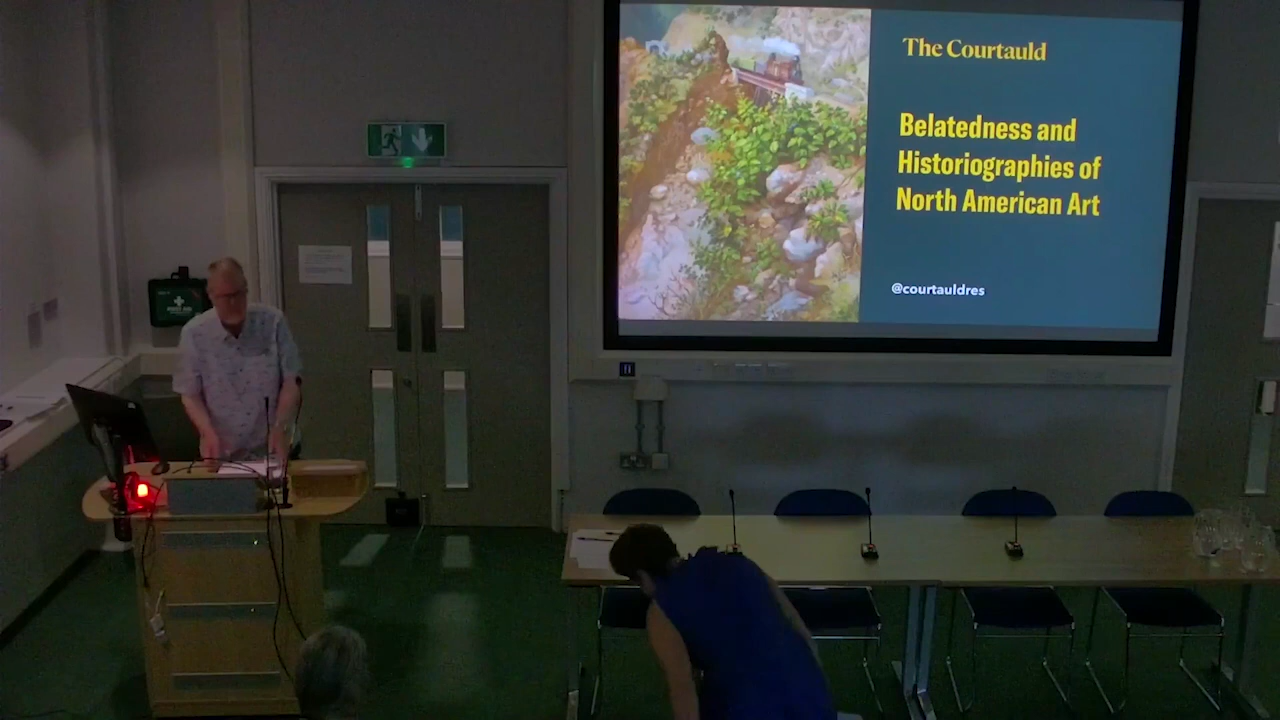 The Courtauld
Belatedness and
Historiographies of
North American Art
@courtauldres